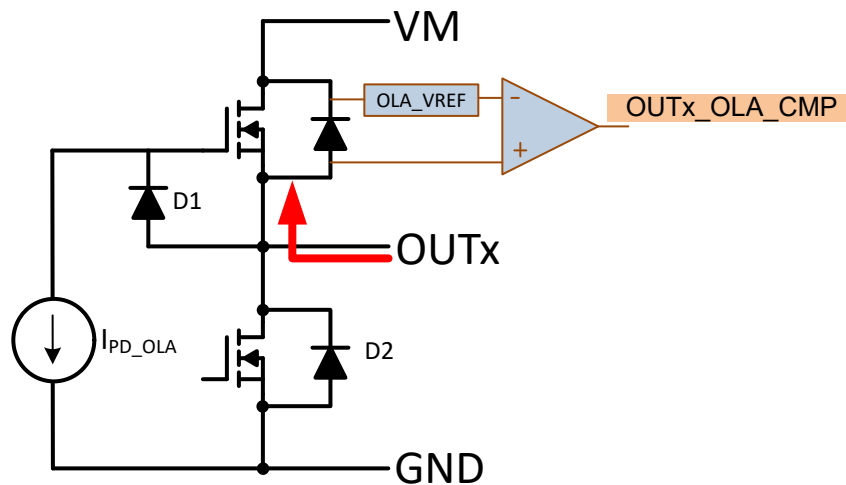 VM
OLA_VREF
-
+
OUTx_OLA_CMP
D1
OUTx
IPD_OLA
D2
GND